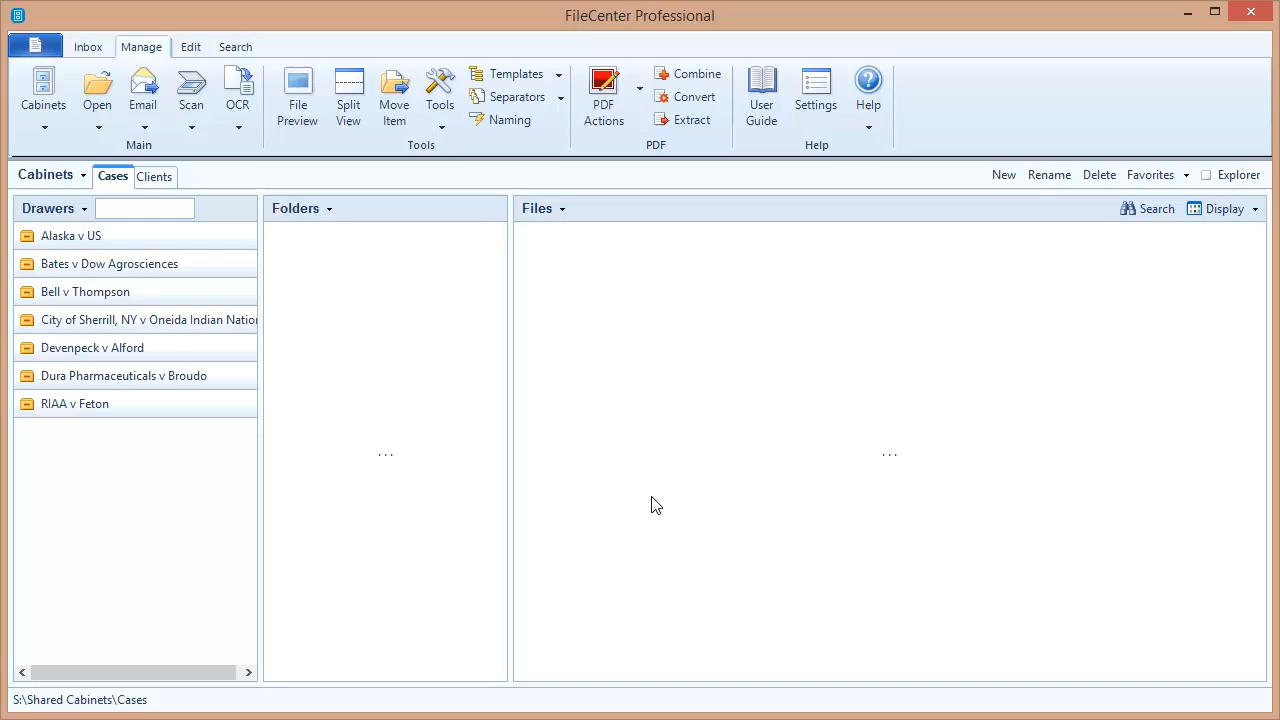 FileCenter Professional
Inbox Manage Edit Search
Cabinets Open Email Scan OCR
Main
File Preview Split View Move Item Tools
Templates
Separators
Naming
Tools
PDF Actions
Combine
Convert
Extract
PDF
User Guide Settings Help
Help
Cabinets Cases Clients
New Rename Delete Favorites Explorer
Drawers Folders Files Search Display
Alaska v US
Bates v Dow Agrosciences
Bell v Thompson
City of Sherrill, NY v Oneida Indian Natio
Devenpeck v Alford
Dura Pharmaceuticals v Broudo
RIAA v Feton
... ...
S:\Shared Cabinets\Cases